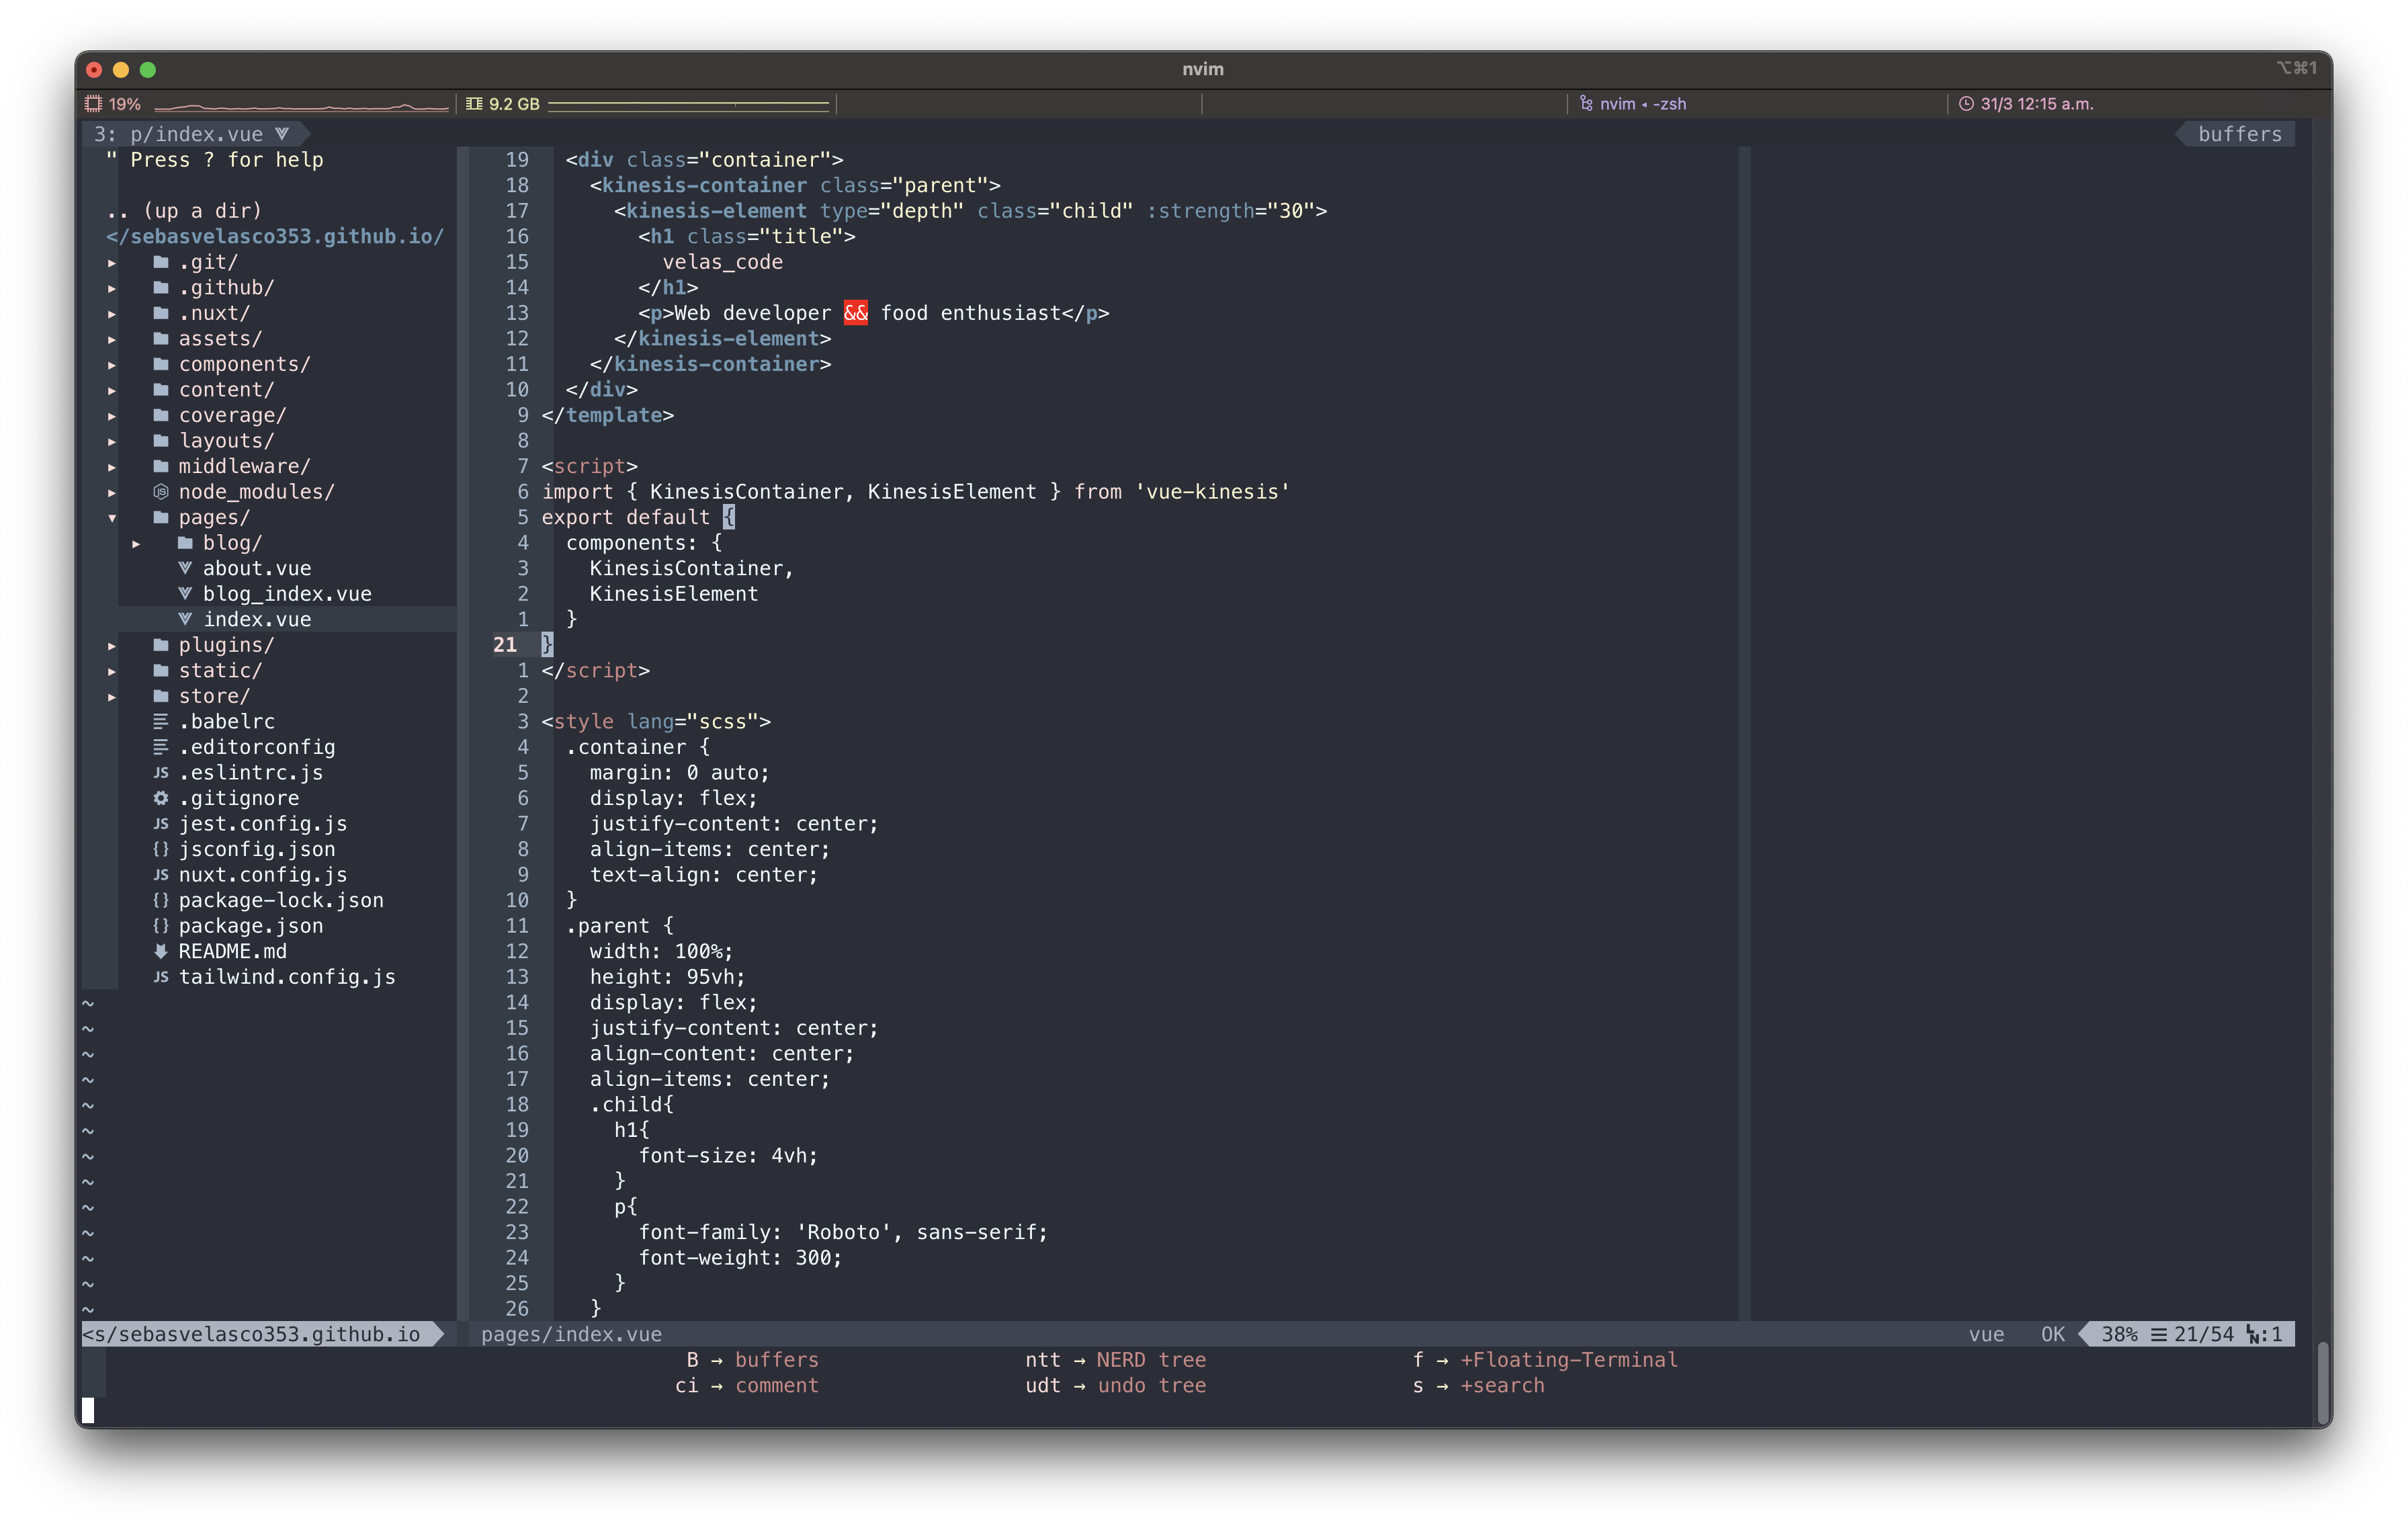 nvim
⌥⌘1
19% 9.2 GB nvim ◂ -zsh 31/3 12:15 a.m.
3: p/index.vue buffers
" Press ? for help
.. (up a dir)
</sebasvelasco353.github.io/
▸ .git/
▸ .github/
▸ .nuxt/
▸ assets/
▸ components/
▸ content/
▸ coverage/
▸ layouts/
▸ middleware/
▸ node_modules/
▾ pages/
▸ blog/
about.vue
blog_index.vue
index.vue
▸ plugins/
▸ static/
▸ store/
.babelrc
.editorconfig
JS .eslintrc.js
.gitignore
JS jest.config.js
{} jsconfig.json
JS nuxt.config.js
{} package-lock.json
{} package.json
README.md
JS tailwind.config.js
~
~
~
~
~
~
~
~
~
~
~
~
~
19   <div class="container">
18     <kinesis-container class="parent">
17       <kinesis-element type="depth" class="child" :strength="30">
16         <h1 class="title">
15           velas_code
14         </h1>
13         <p>Web developer && food enthusiast</p>
12       </kinesis-element>
11     </kinesis-container>
10   </div>
9 </template>
8
7 <script>
6 import { KinesisContainer, KinesisElement } from 'vue-kinesis'
5 export default {
4   components: {
3     KinesisContainer,
2     KinesisElement
1   }
21 }
1 </script>
2
3 <style lang="scss">
4   .container {
5     margin: 0 auto;
6     display: flex;
7     justify-content: center;
8     align-items: center;
9     text-align: center;
10   }
11   .parent {
12     width: 100%;
13     height: 95vh;
14     display: flex;
15     justify-content: center;
16     align-content: center;
17     align-items: center;
18     .child{
19       h1{
20         font-size: 4vh;
21       }
22       p{
23         font-family: 'Roboto', sans-serif;
24         font-weight: 300;
25       }
26     }
<s/sebasvelasco353.github.io pages/index.vue vue OK 38% ☰ 21/54 :1
B → buffers ntt → NERD tree f → +Floating-Terminal
ci → comment udt → undo tree s → +search